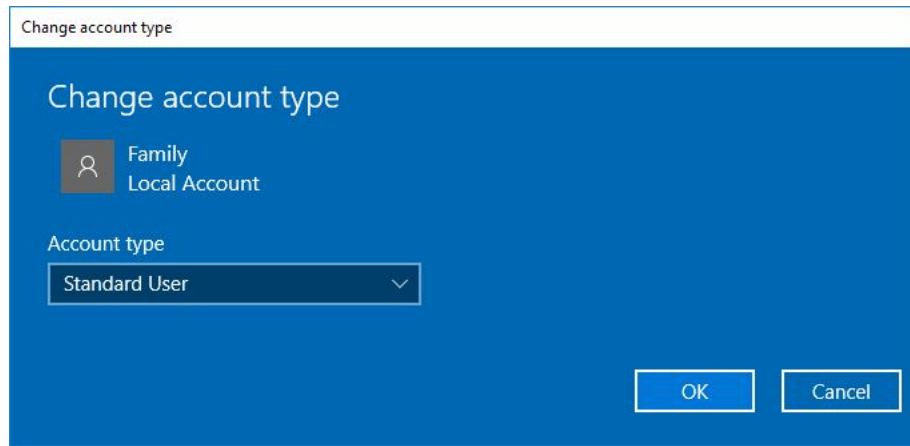 Change account type
Change account type
Family
Local Account
Account type
Standard User
OK
Cancel